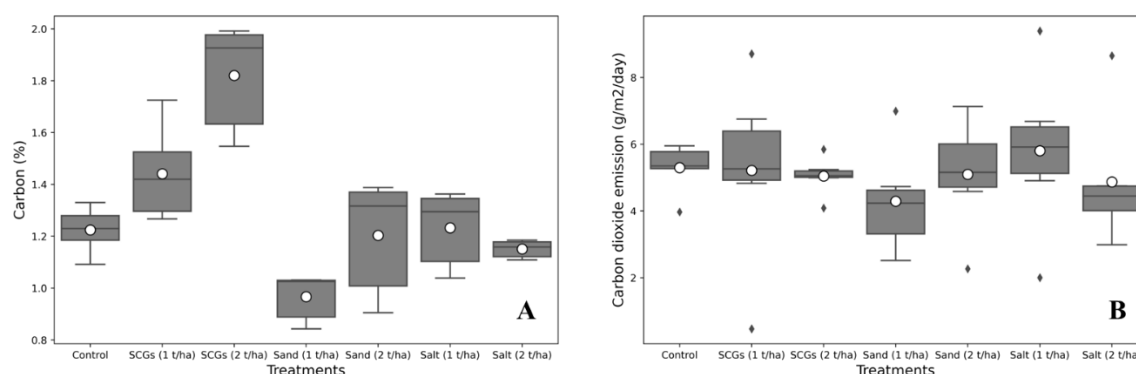 Carbon (%)
2.0
1.8
1.6
1.4
1.2
1.0
0.8
A
Control SCGs (1 t/ha) SCGs (2 t/ha) Sand (1 t/ha) Sand (2 t/ha) Salt (1 t/ha) Salt (2 t/ha)
Treatments
Carbon dioxide emission (g/m2/day)
8
6
4
2
B
Control SCGs (1 t/ha) SCGs (2 t/ha) Sand (1 t/ha) Sand (2 t/ha) Salt (1 t/ha) Salt (2 t/ha
Treatments